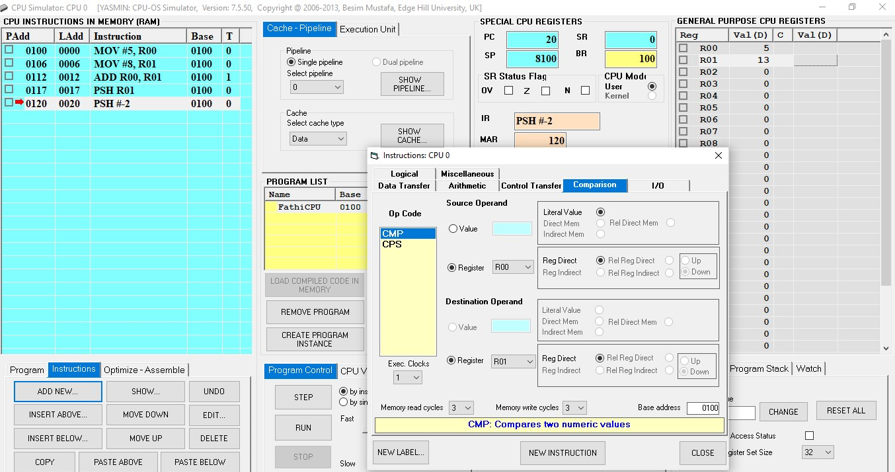 CPU Simulator: CPU 0 [YASMIN, Version: 7.5.50, Copyright © 2006-2013, Besim Mustafa, Edge Hill University, UK]
CPU INSTRUCTIONS IN MEMORY (RAM)
PAdd LAdd Instruction Base T
0100 0000 MOV #5, R00 0100 0
0106 0006 MOV #8, R01 0100 0
0112 0012 ADD R00, R01 0100 1
0117 0017 PSH R01 0100 0
0120 0020 PSH #-2 0100 0
Program Instructions Optimize - Assemble
ADD NEW... SHOW... UNDO
INSERT ABOVE... MOVE DOWN EDIT...
INSERT BELOW... MOVE UP DELETE
COPY PASTE ABOVE PASTE BELOW
Cache - Pipeline Execution Unit
Pipeline
Single pipeline Dual pipeline
Select pipeline
0
SHOW
PIPELINE...
Cache
Select cache type
Data
SHOW
CACHE...
PROGRAM LIST
Name Base
FathiCPU 0100
LOAD COMPILED CODE IN
MEMORY
REMOVE PROGRAM
CREATE PROGRAM
INSTANCE
Program Control CPU V
STEP
by ins
by sin
RUN
Fast
STOP
Slow
SPECIAL CPU REGISTERS
PC 20 SR 0
SP 8100 BR 100
SR Status Flag
OV Z N
CPU Mode
User
Kernel
IR PSH #-2
MAR 120
GENERAL PURPOSE CPU REGISTERS
Reg Val (D) C Val (D)
R00 5
R01 13
R02 0
R03 0
R04 0
R05 0
R06 0
R07 0
R08 0
0
0
0
0
0
0
0
0
0
0
0
0
Program Stack Watch
CHANGE
RESET ALL
Access Status
gister Set Size 32
Instructions: CPU 0
Logical Miscellaneous
Data Transfer Arithmetic Control Transfer Comparison I/O
Op Code
CMP
CPS
Exec. Clocks
1
Source Operand
Value
Register R00
Literal Value
Direct Mem Rel Direct Mem
Indirect Mem
Reg Direct Rel Reg Direct Up
Reg Indirect Rel Reg Indirect Down
Destination Operand
Value
Register R01
Literal Value
Direct Mem Rel Direct Mem
Indirect Mem
Reg Direct Rel Reg Direct Up
Reg Indirect Rel Reg Indirect Down
Memory read cycles 3 Memory write cycles 3 Base address 0100
CMP: Compares two numeric values
NEW LABEL... NEW INSTRUCTION CLOSE